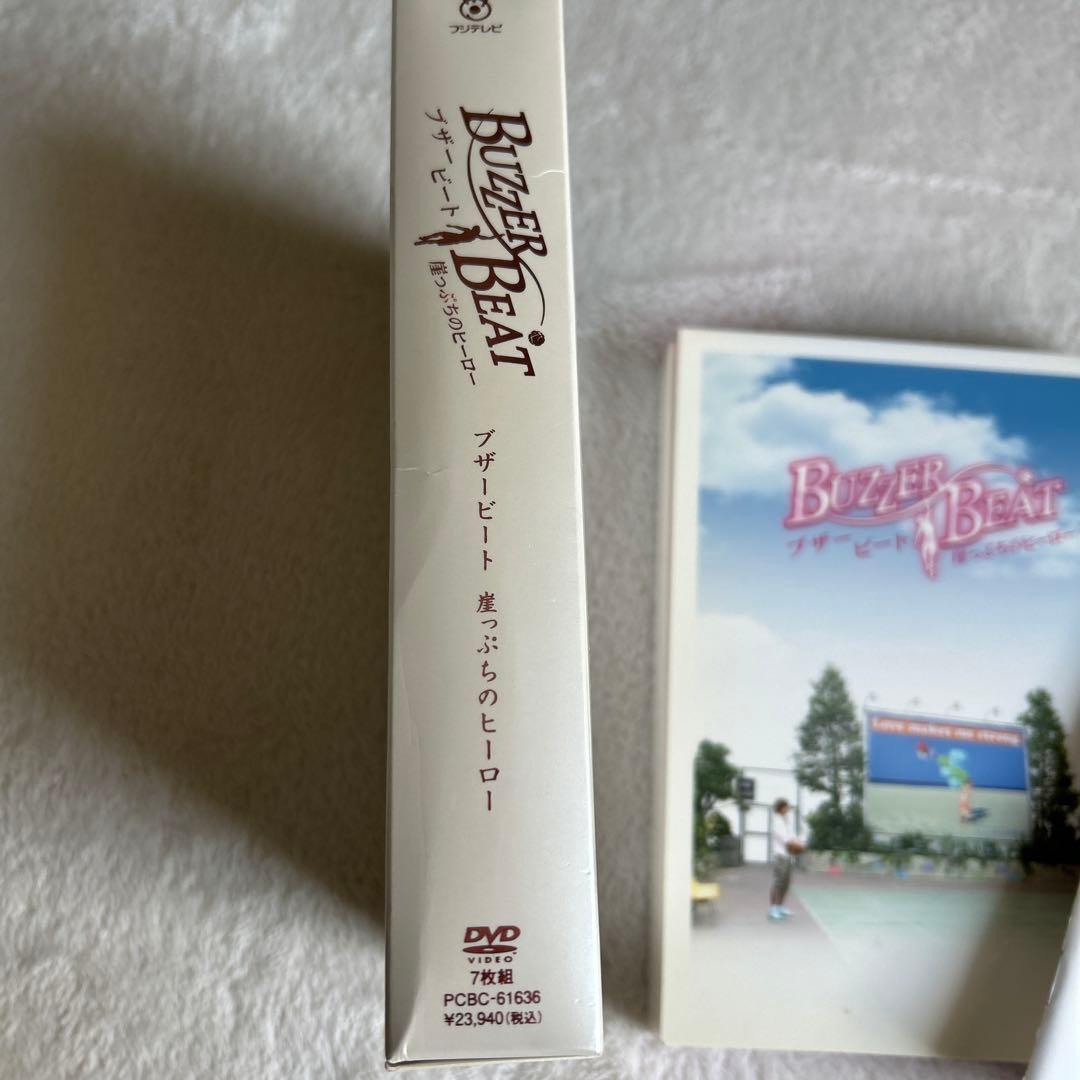 フジテレビ
BUZZER BEAT
ブザービート
崖っぷちのヒーロー
ブザービート 崖っぷちのヒーロー
DVD
VIDEO
7枚組
PCBC-61636
¥23,940(税込)
BUZZER BEAT
ブザービート
崖っぷちのヒーロー
Love makes me strong